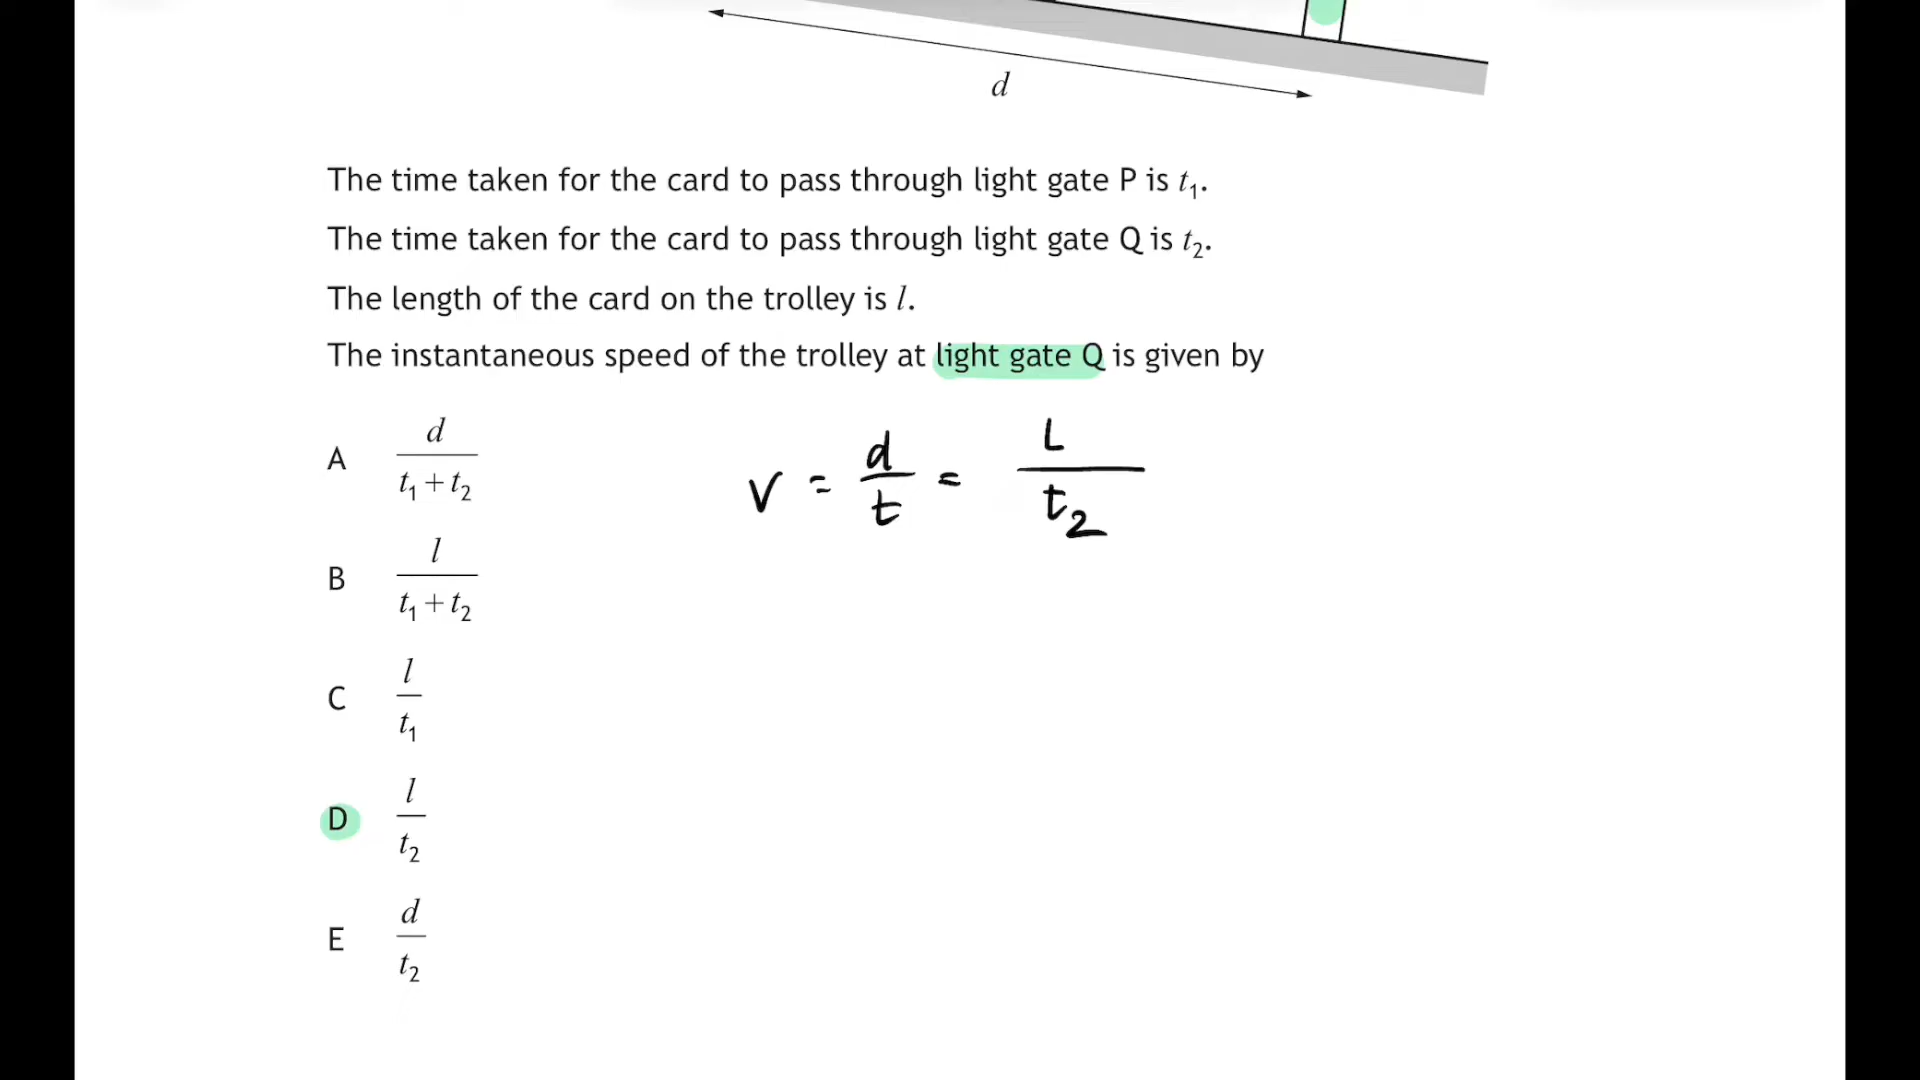 d
The time taken for the card to pass through light gate P is t₁.
The time taken for the card to pass through light gate Q is t₂.
The length of the card on the trolley is l.
The instantaneous speed of the trolley at light gate Q is given by
A d/(t₁+t₂)
v = d/t = L/t₂
B l/(t₁+t₂)
C l/t₁
D l/t₂
E d/t₂